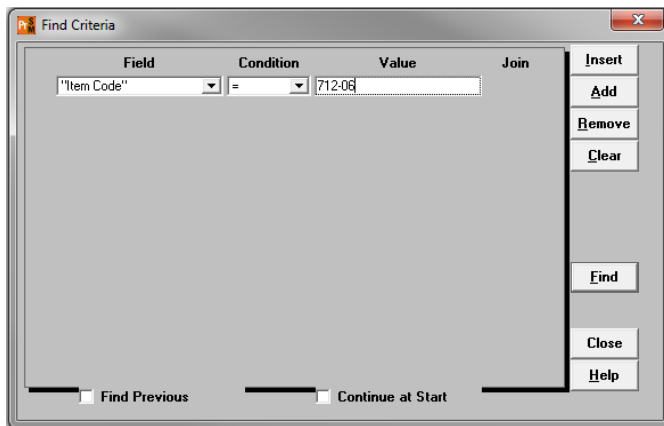 Find Criteria
Field Condition Value Join
"Item Code" = 712-06
Insert
Add
Remove
Clear
Find
Close
Help
Find Previous Continue at Start